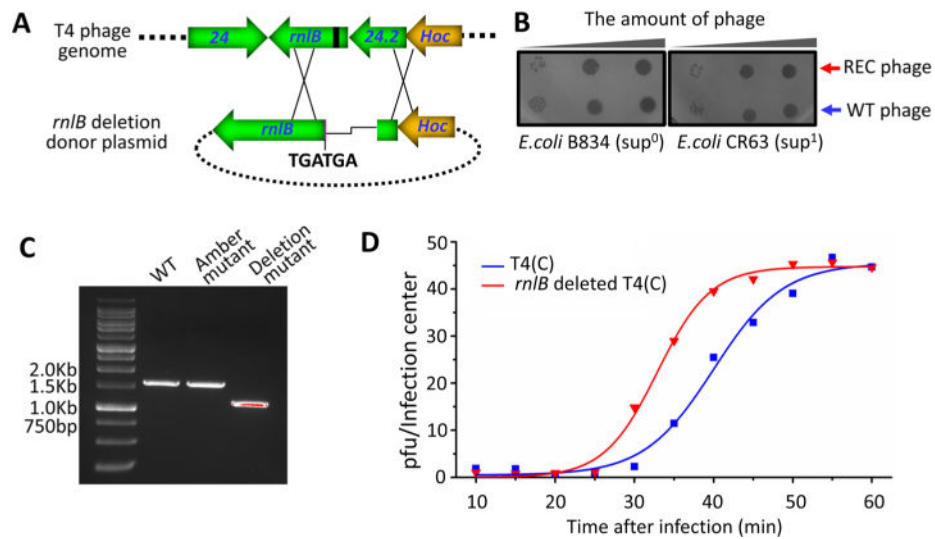 A
T4 phage
genome
24
rnlB
24.2
Hoc
rnlB deletion
donor plasmid
rnlB
Hoc
TGATGA
B
The amount of phage
REC phage
WT phage
E.coli B834 (sup⁰)
E.coli CR63 (sup¹)
C
WT
Amber
mutant
Deletion
mutant
2.0Kb
1.5Kb
1.0Kb
750bp
D
pfu/Infection center
50
40
30
20
10
0
T4(C)
rnlB deleted T4(C)
10
20
30
40
50
60
Time after infection (min)